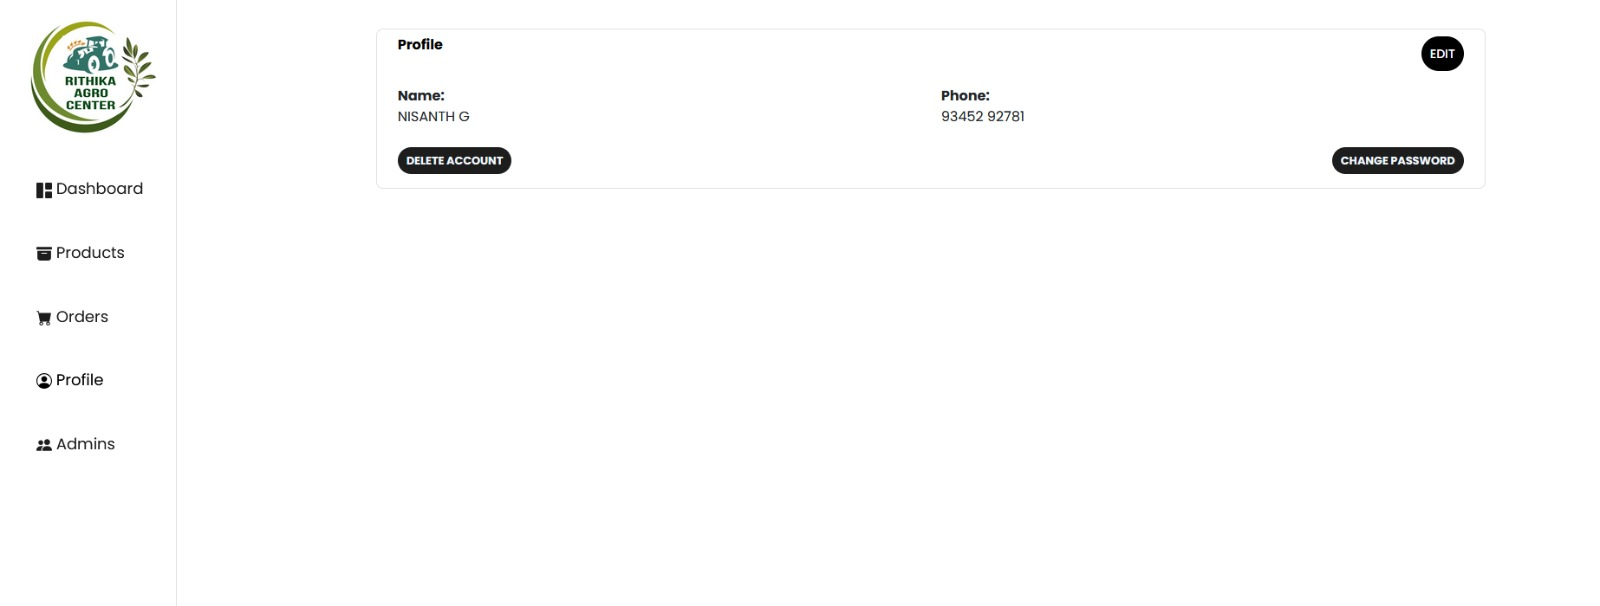 RITHIKA
AGRO
CENTER
Dashboard
Products
Orders
Profile
Admins
Profile
EDIT
Name:
NISANTH G
Phone:
93452 92781
DELETE ACCOUNT
CHANGE PASSWORD